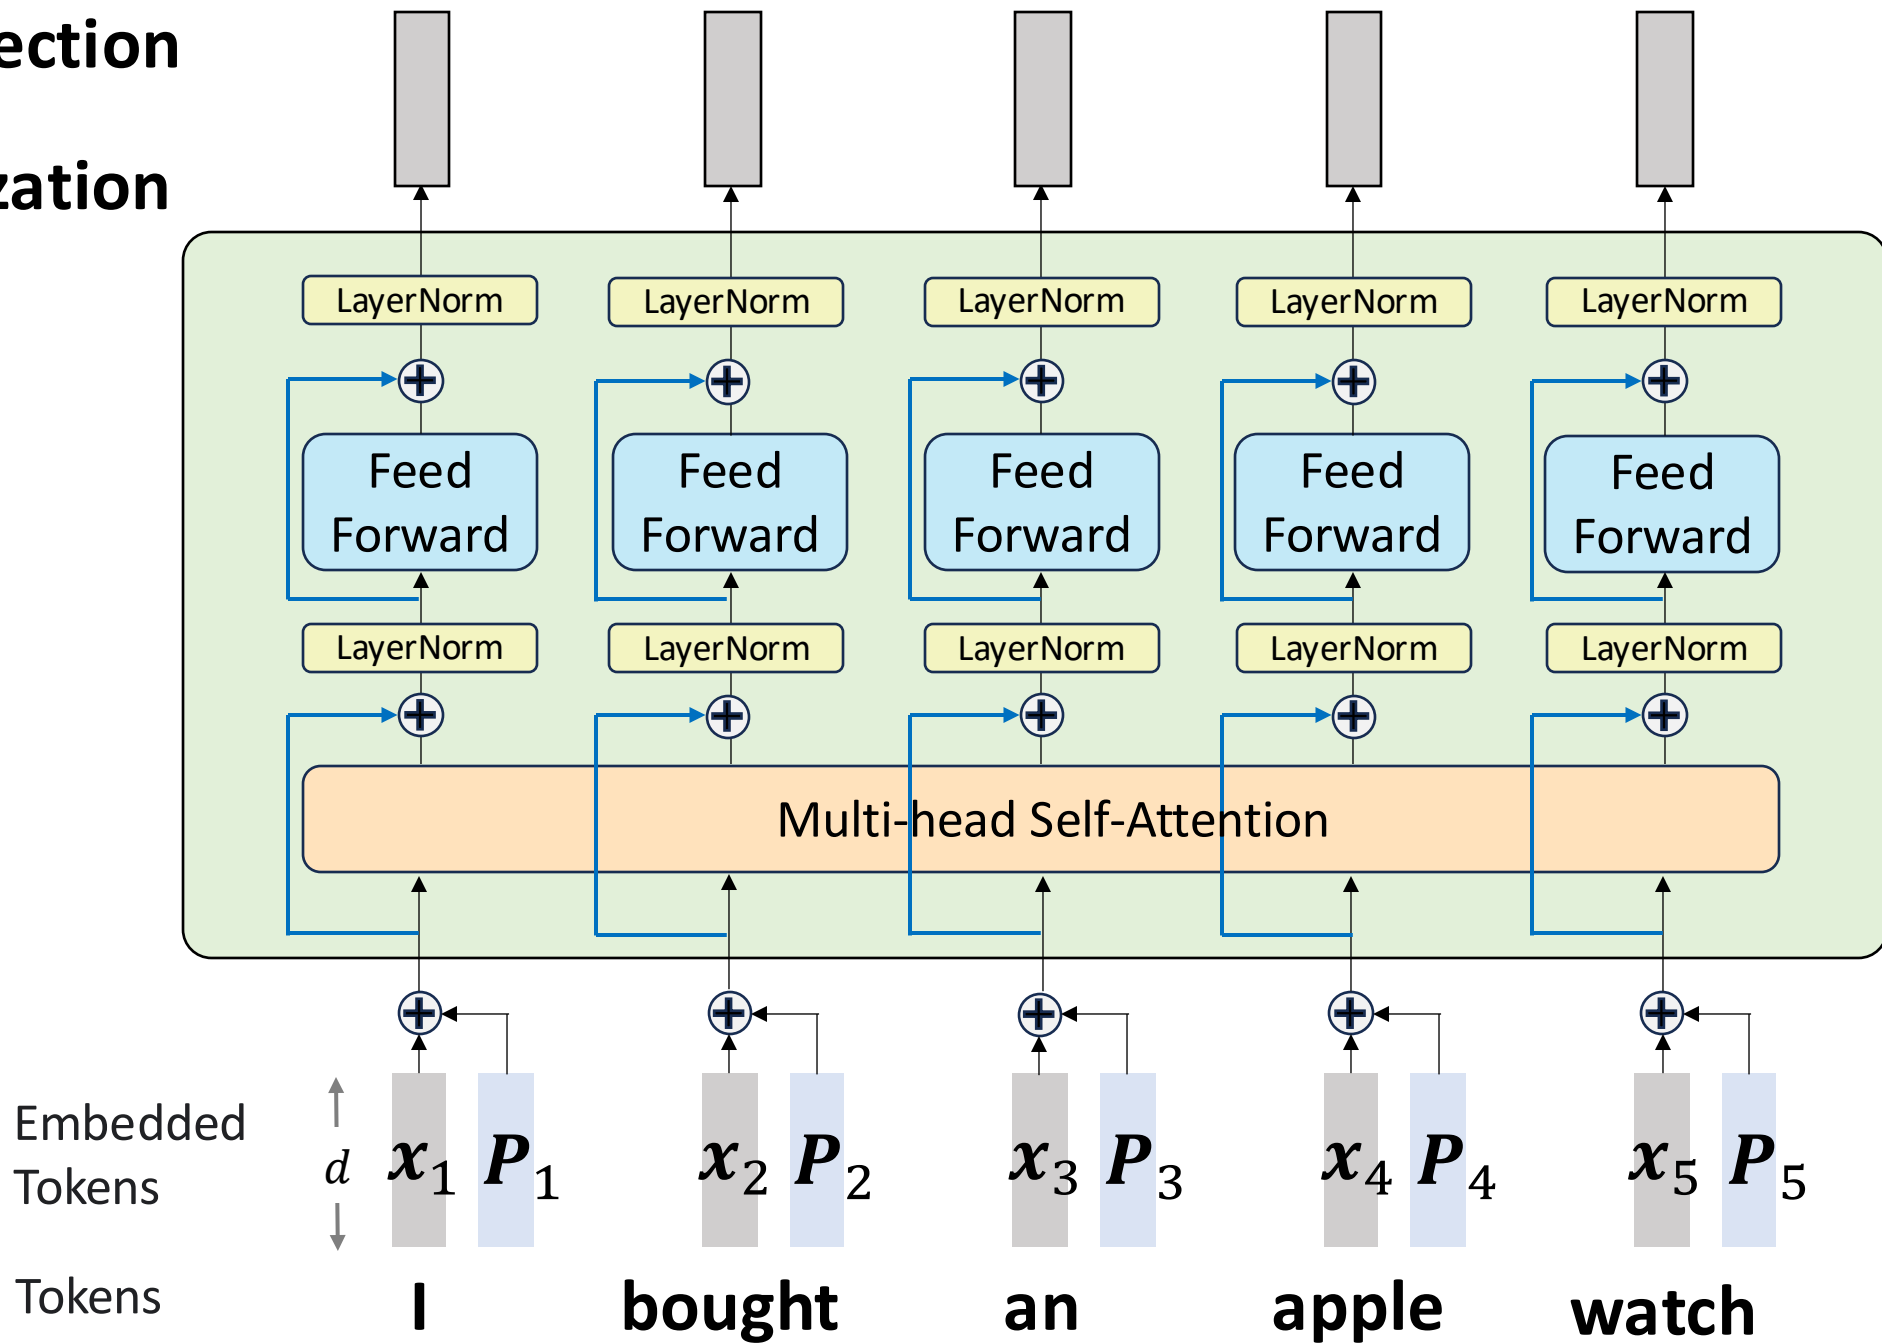 ection
zation
LayerNorm LayerNorm LayerNorm LayerNorm LayerNorm
Feed Forward Feed Forward Feed Forward Feed Forward Feed Forward
LayerNorm LayerNorm LayerNorm LayerNorm LayerNorm
Multi-head Self-Attention
Embedded
Tokens
d x₁ P₁ x₂ P₂ x₃ P₃ x₄ P₄ x₅ P₅
Tokens I bought an apple watch